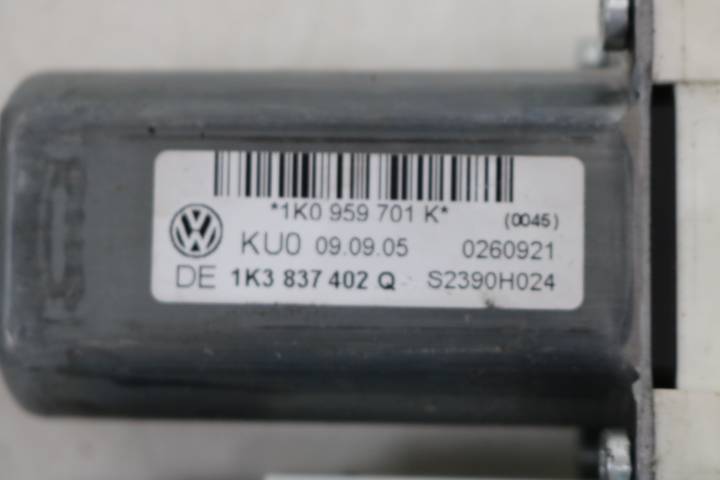 *1K0 959 701 K* (0045)
KU0 09.09.05 0260921
DE 1K3 837 402 Q S2390H024